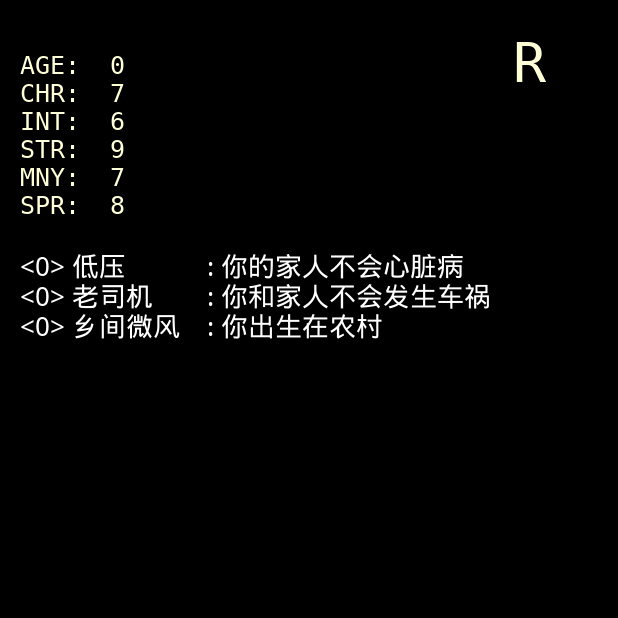 R
AGE: 0
CHR: 7
INT: 6
STR: 9
MNY: 7
SPR: 8
<O> 低压 : 你的家人不会心脏病
<O> 老司机 : 你和家人不会发生车祸
<O> 乡间微风 : 你出生在农村